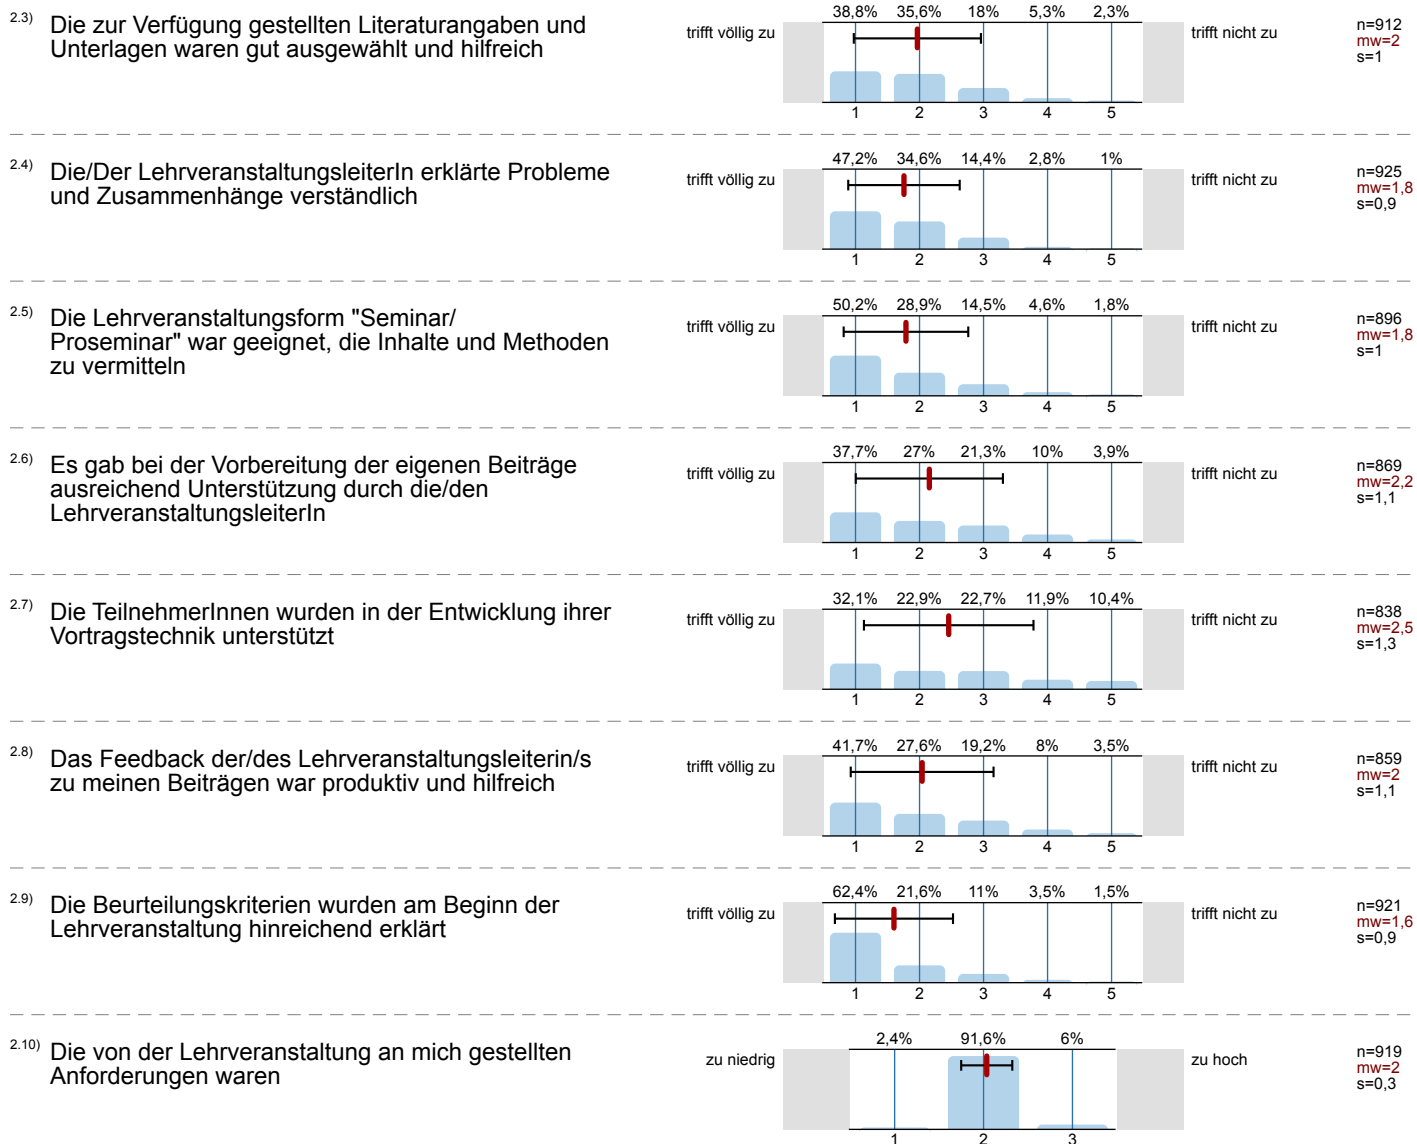 2.3) Die zur Verfügung gestellten Literaturangaben und
Unterlagen waren gut ausgewählt und hilfreich
trifft völlig zu
38,8% 35,6% 18% 5,3% 2,3%
1 2 3 4 5
trifft nicht zu
n=912
mw=2
s=1
2.4) Die/Der LehrveranstaltungsleiterIn erklärte Probleme
und Zusammenhänge verständlich
trifft völlig zu
47,2% 34,6% 14,4% 2,8% 1%
1 2 3 4 5
trifft nicht zu
n=925
mw=1,8
s=0,9
2.5) Die Lehrveranstaltungsform "Seminar/
Proseminar" war geeignet, die Inhalte und Methoden
zu vermitteln
trifft völlig zu
50,2% 28,9% 14,5% 4,6% 1,8%
1 2 3 4 5
trifft nicht zu
n=896
mw=1,8
s=1
2.6) Es gab bei der Vorbereitung der eigenen Beiträge
ausreichend Unterstützung durch die/den
LehrveranstaltungsleiterIn
trifft völlig zu
37,7% 27% 21,3% 10% 3,9%
1 2 3 4 5
trifft nicht zu
n=869
mw=2,2
s=1,1
2.7) Die TeilnehmerInnen wurden in der Entwicklung ihrer
Vortragstechnik unterstützt
trifft völlig zu
32,1% 22,9% 22,7% 11,9% 10,4%
1 2 3 4 5
trifft nicht zu
n=838
mw=2,5
s=1,3
2.8) Das Feedback der/des Lehrveranstaltungsleiterin/s
zu meinen Beiträgen war produktiv und hilfreich
trifft völlig zu
41,7% 27,6% 19,2% 8% 3,5%
1 2 3 4 5
trifft nicht zu
n=859
mw=2
s=1,1
2.9) Die Beurteilungskriterien wurden am Beginn der
Lehrveranstaltung hinreichend erklärt
trifft völlig zu
62,4% 21,6% 11% 3,5% 1,5%
1 2 3 4 5
trifft nicht zu
n=921
mw=1,6
s=0,9
2.10) Die von der Lehrveranstaltung an mich gestellten
Anforderungen waren
zu niedrig
2,4% 91,6% 6%
1 2 3
zu hoch
n=919
mw=2
s=0,3